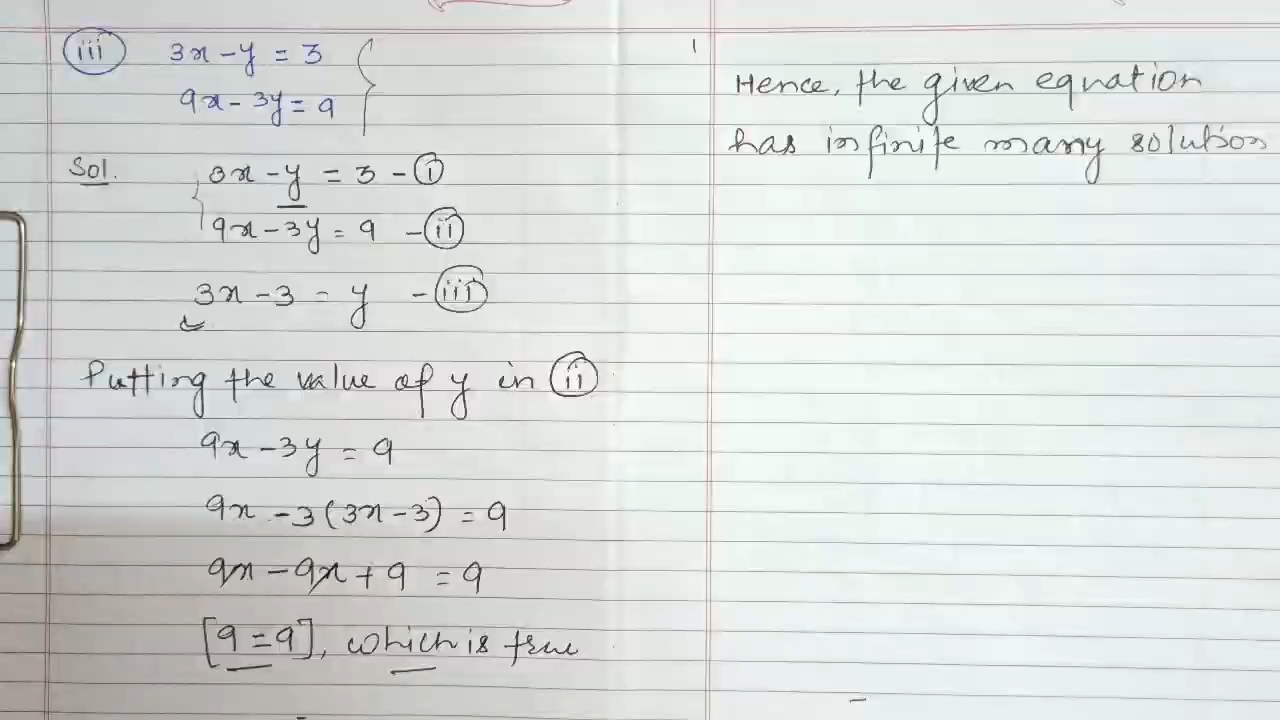 (iii) 3x - y = 3
9x - 3y = 9
Sol. 3x - y = 3 - (i)
9x - 3y = 9 - (ii)
3x - 3 = y - (iii)
Putting the value of y in (ii)
9x - 3y = 9
9x - 3(3x - 3) = 9
9x - 9x + 9 = 9
[9 = 9], which is true
Hence, the given equation
has infinite many solution